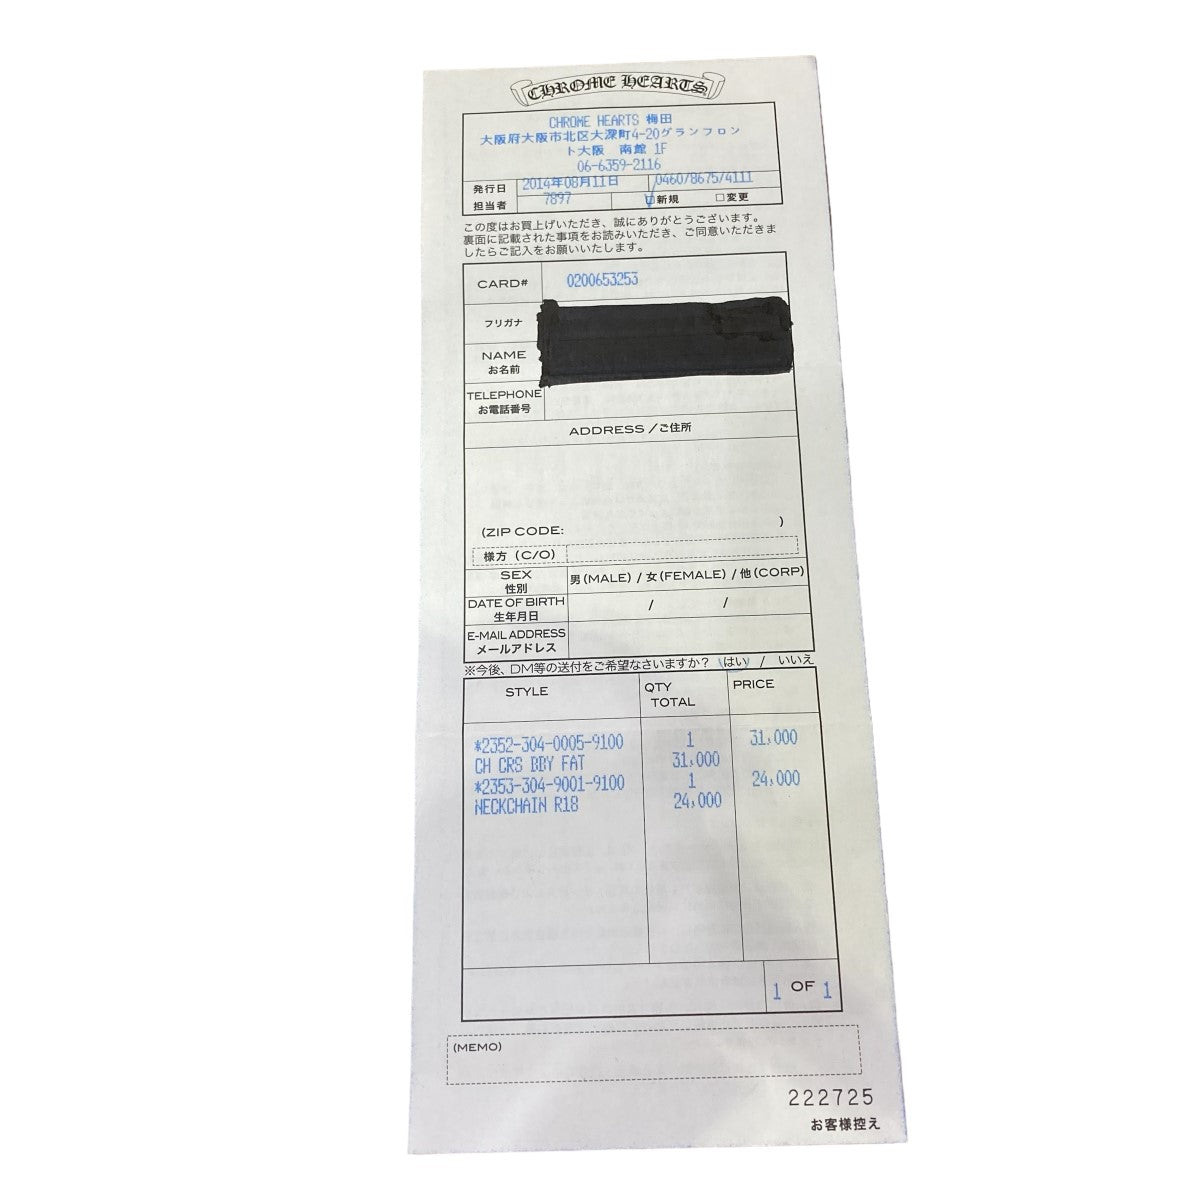 CHROME HEARTS
CHROME HEARTS 梅田
大阪府大阪市北区大深町4-20グランフロン
ト大阪 南館 1F
06-6359-2116
発行日 2014年08月11日 0460/8675/4111
担当者 7897 ☑新規 □変更
この度はお買上げいただき、誠にありがとうございます。
裏面に記載された事項をお読みいただき、ご同意いただきま
したらご記入をお願いいたします。
CARD# 0200653253
フリガナ
NAME
お名前
TELEPHONE
お電話番号
ADDRESS/ご住所
(ZIP CODE: )
様方 (C/O)
SEX
性別
男(MALE) / 女(FEMALE) / 他(CORP)
DATE OF BIRTH
生年月日
/ /
E-MAIL ADDRESS
メールアドレス
※今後、DM等の送付をご希望なさいますか? はい / いいえ
STYLE QTY PRICE
TOTAL
*2352-304-0005-9100 1 31,000
CH CRS BBY FAT 31,000
*2353-304-9001-9100 1 24,000
NECKCHAIN R18 24,000
1 OF 1
(MEMO)
222725
お客様控え